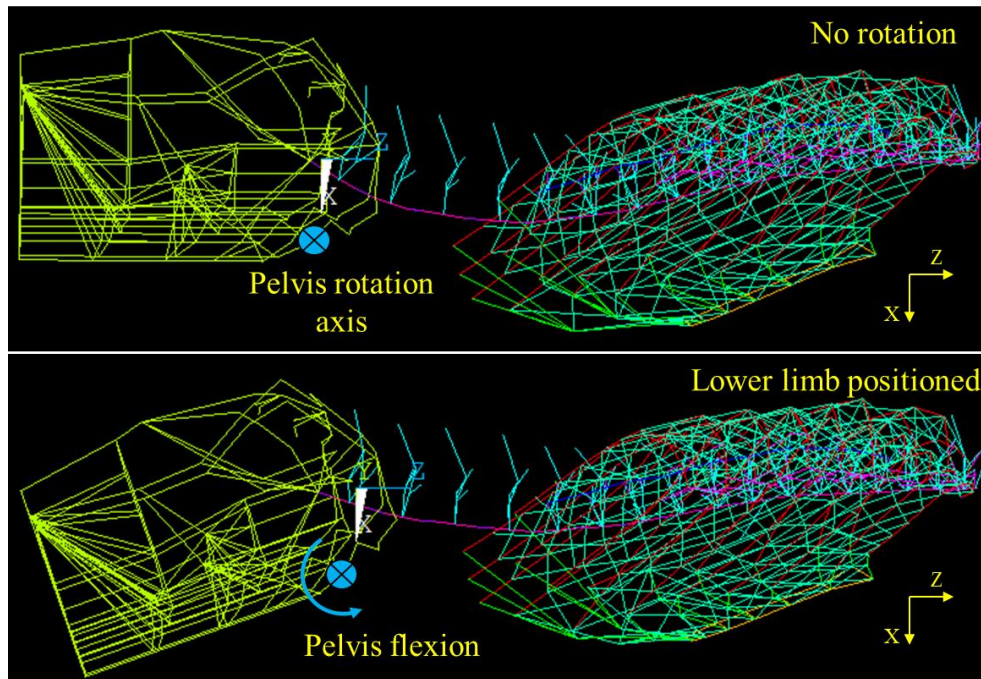 No rotation
Y
Z
X
Pelvis rotation
axis
Z
X
Lower limb positioned
Y
Z
X
Pelvis flexion
Z
X